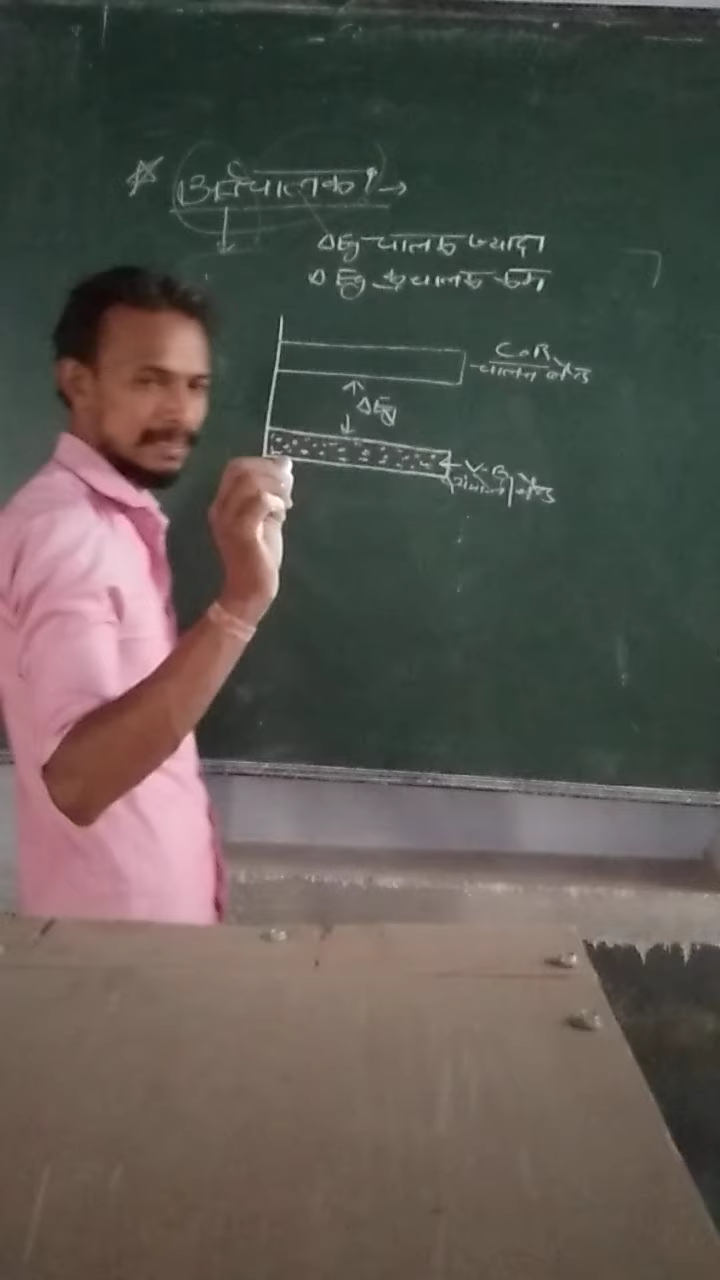 अर्धचालक :→
ΔEg चालक ज्यादा
ΔEg कुचालक कम
C.B
चालन बैण्ड
ΔEg
V.B
बैण्ड